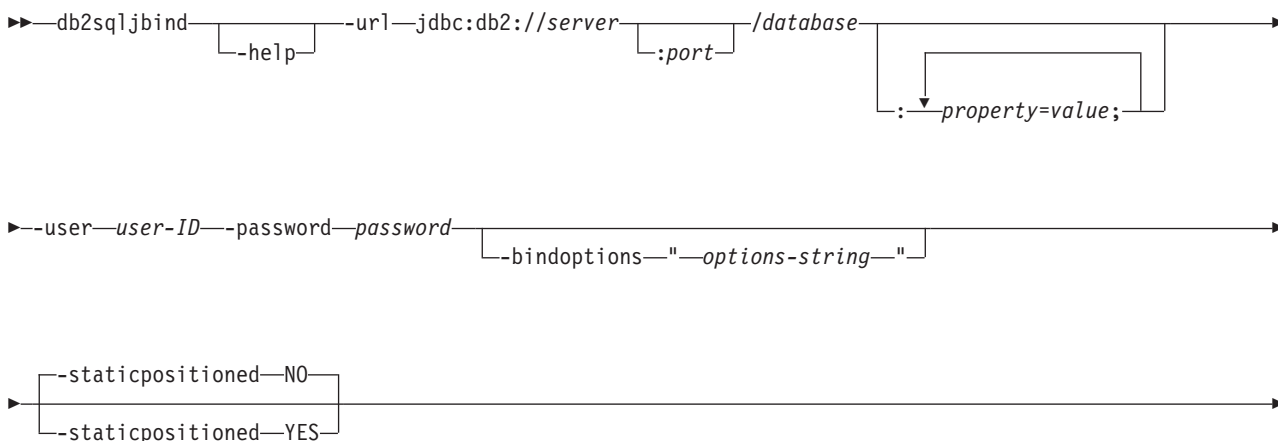 db2sqljbind -url jdbc:db2://server /database
-help :port
: property=value;
-user user-ID -password password
-bindoptions " options-string "
-staticpositioned NO
-staticpositioned YES